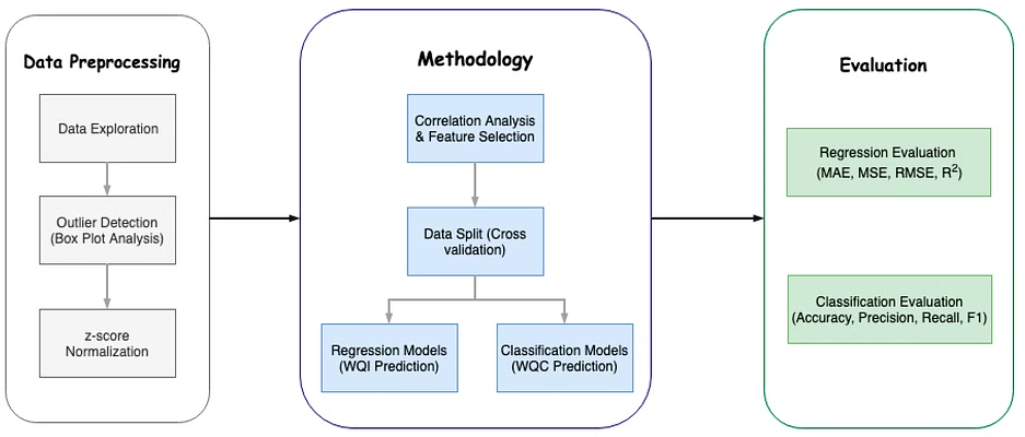 Data Preprocessing
Data Exploration
Outlier Detection
(Box Plot Analysis)
z-score
Normalization
Methodology
Correlation Analysis
& Feature Selection
Data Split (Cross
validation)
Regression Models
(WQI Prediction)
Classification Models
(WQC Prediction)
Evaluation
Regression Evaluation
(MAE, MSE, RMSE, R²)
Classification Evaluation
(Accuracy, Precision, Recall, F1)